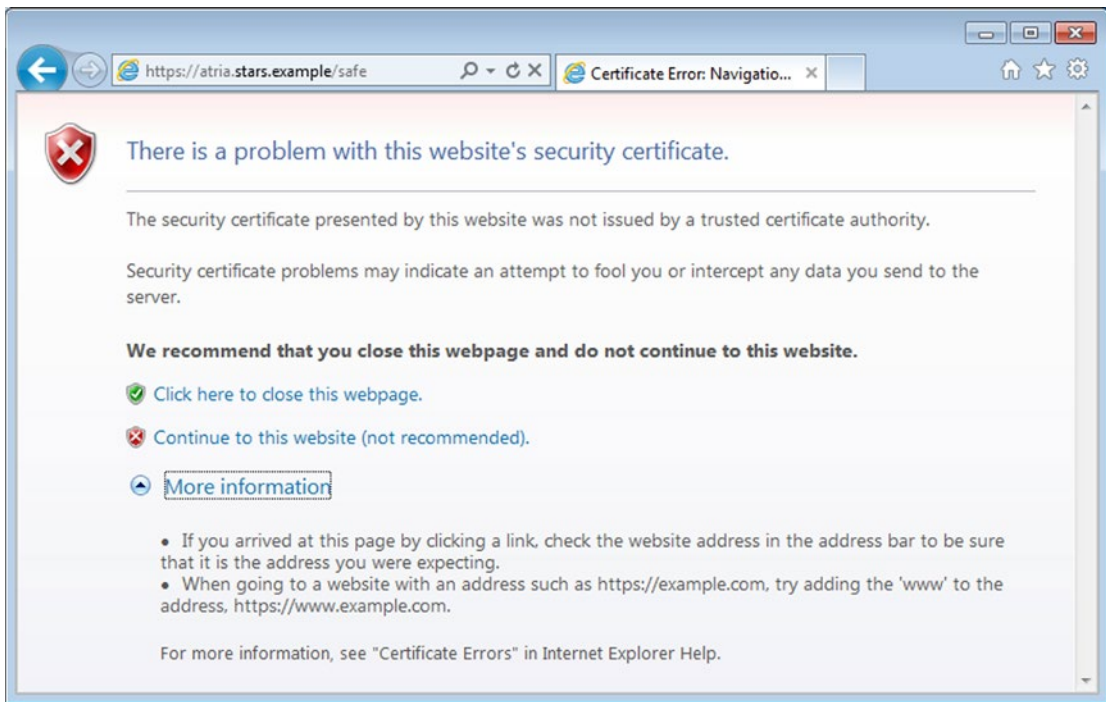 https://atria.stars.example/safe
Certificate Error: Navigatio...
There is a problem with this website's security certificate.
The security certificate presented by this website was not issued by a trusted certificate authority.
Security certificate problems may indicate an attempt to fool you or intercept any data you send to the
server.
We recommend that you close this webpage and do not continue to this website.
Click here to close this webpage.
Continue to this website (not recommended).
More information
• If you arrived at this page by clicking a link, check the website address in the address bar to be sure
that it is the address you were expecting.
• When going to a website with an address such as https://example.com, try adding the 'www' to the
address, https://www.example.com.
For more information, see "Certificate Errors" in Internet Explorer Help.